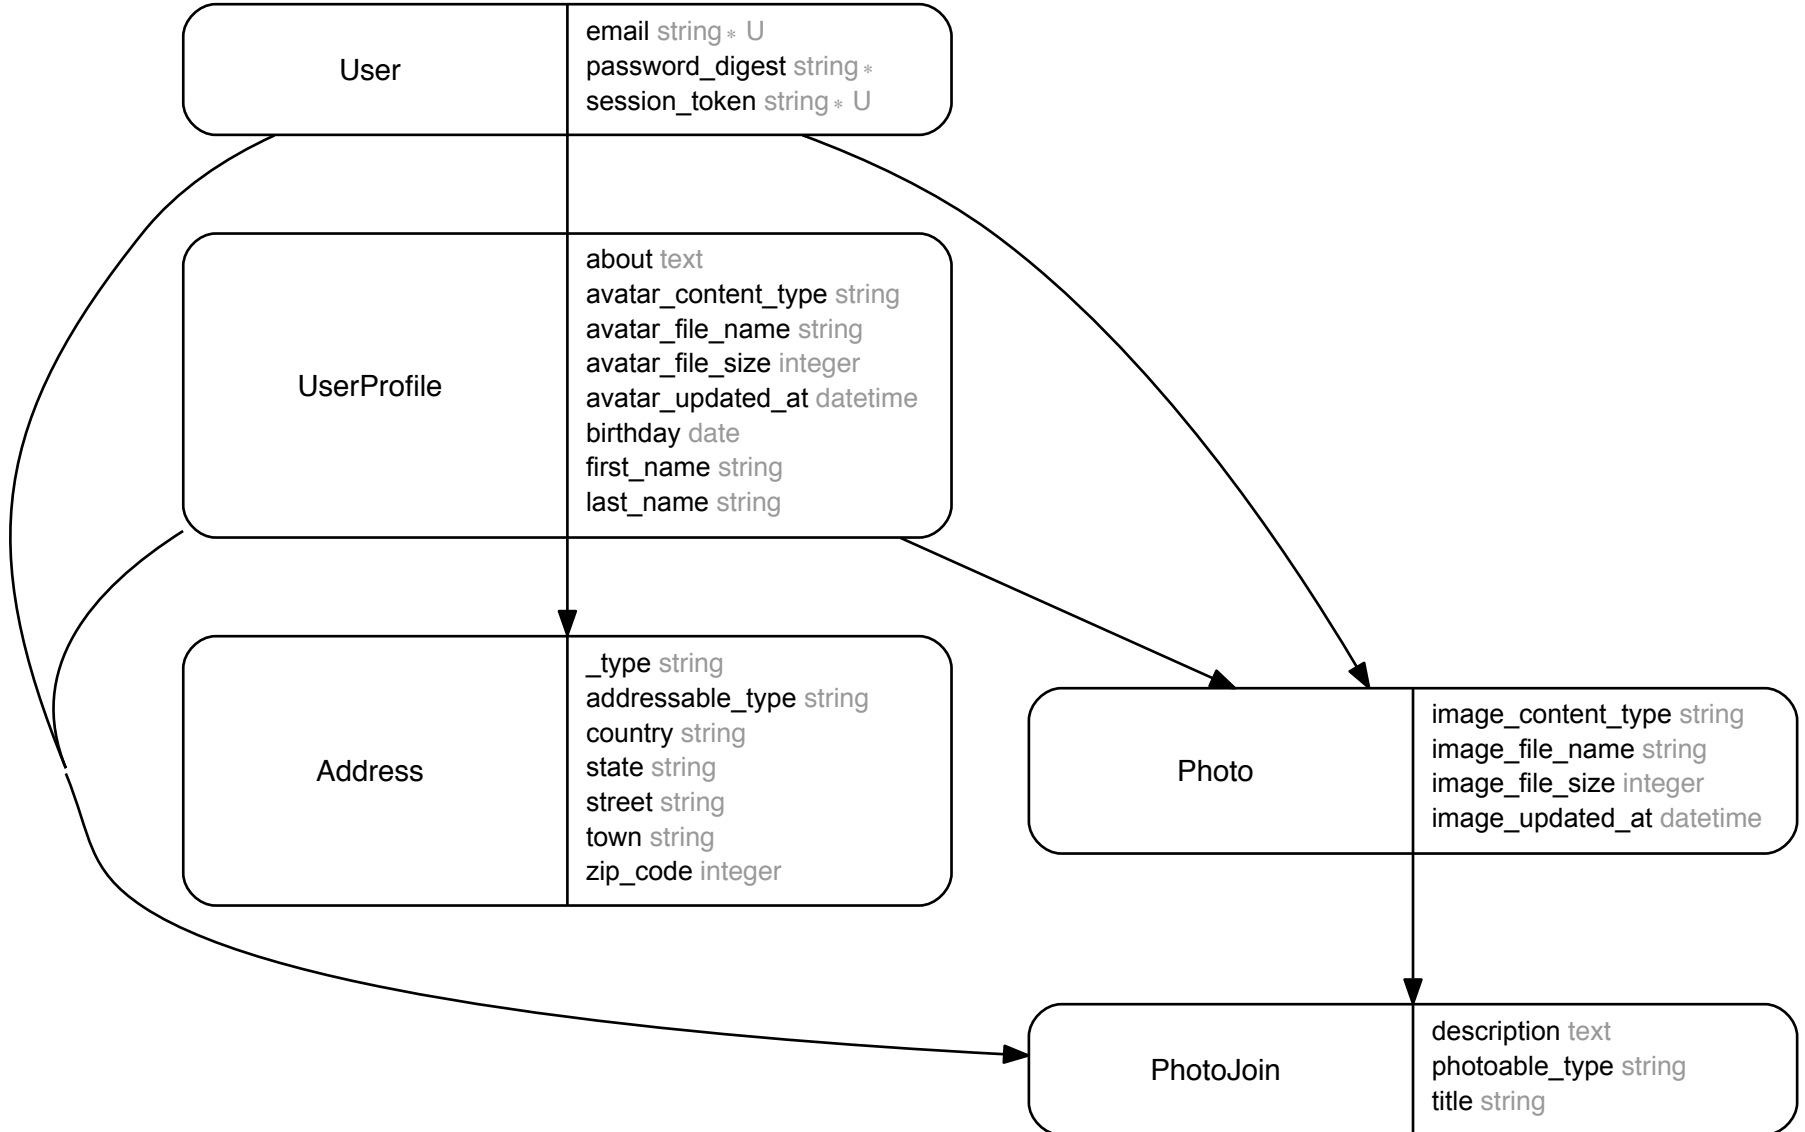 User
email string* U
password_digest string*
session_token string* U
UserProfile
about text
avatar_content_type string
avatar_file_name string
avatar_file_size integer
avatar_updated_at datetime
birthday date
first_name string
last_name string
Address
_type string
addressable_type string
country string
state string
street string
town string
zip_code integer
Photo
image_content_type string
image_file_name string
image_file_size integer
image_updated_at datetime
PhotoJoin
description text
photoable_type string
title string